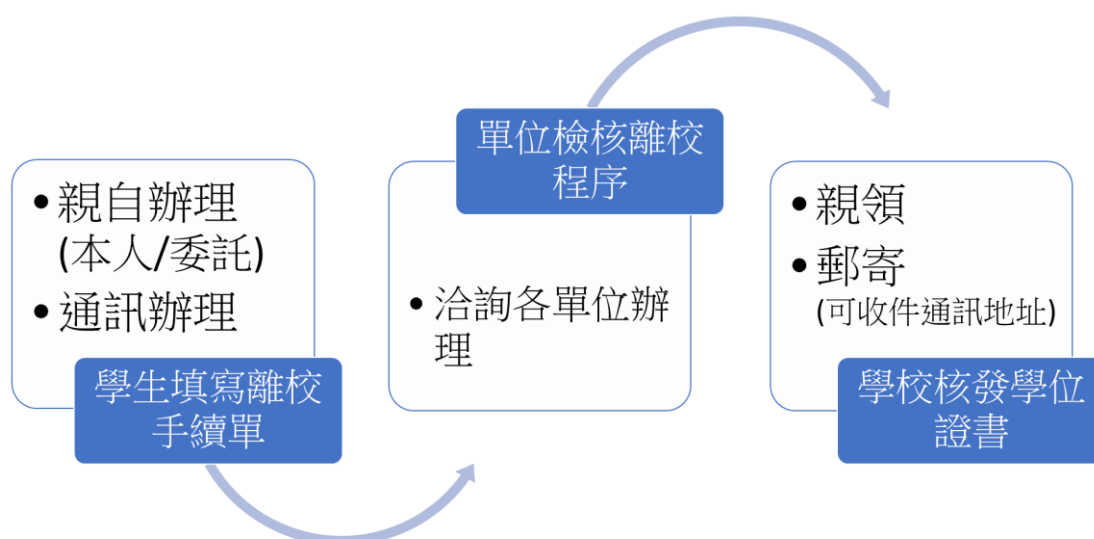 • 親自辦理
(本人/委託)
• 通訊辦理
學生填寫離校
手續單
單位檢核離校
程序
• 洽詢各單位辦
理
• 親領
• 郵寄
(可收件通訊地址)
學校核發學位
證書